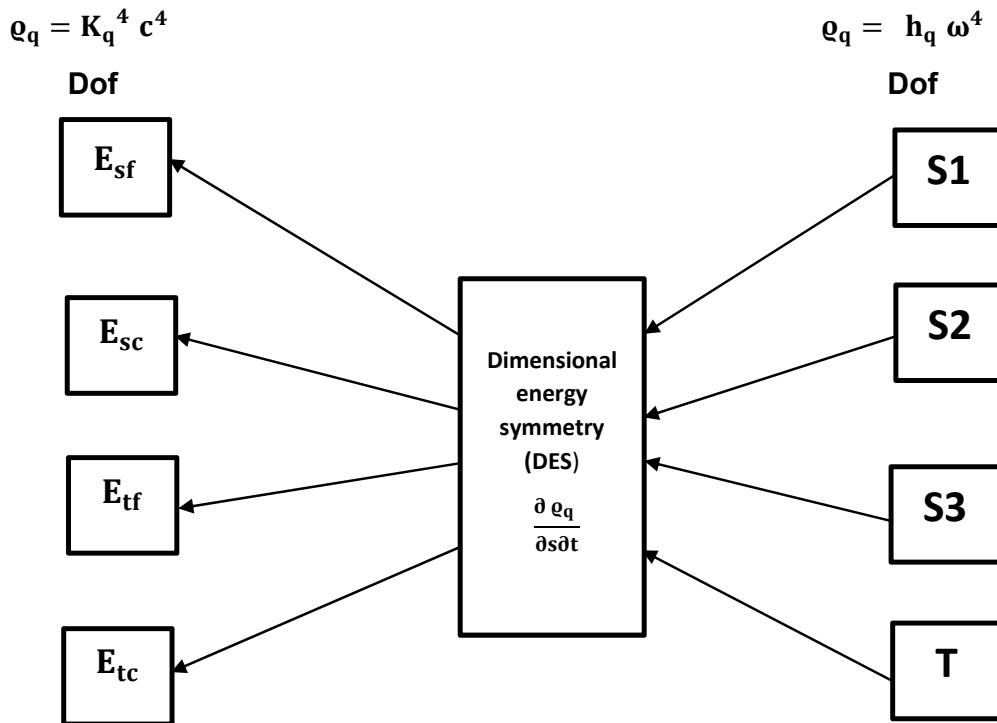 ϱq = Kq⁴ c⁴
ϱq = hq ω⁴
Dof
Dof
Esf
S1
Esc
S2
Dimensional
energy
symmetry
(DES)
∂ ϱq
∂s∂t
Etf
S3
Etc
T